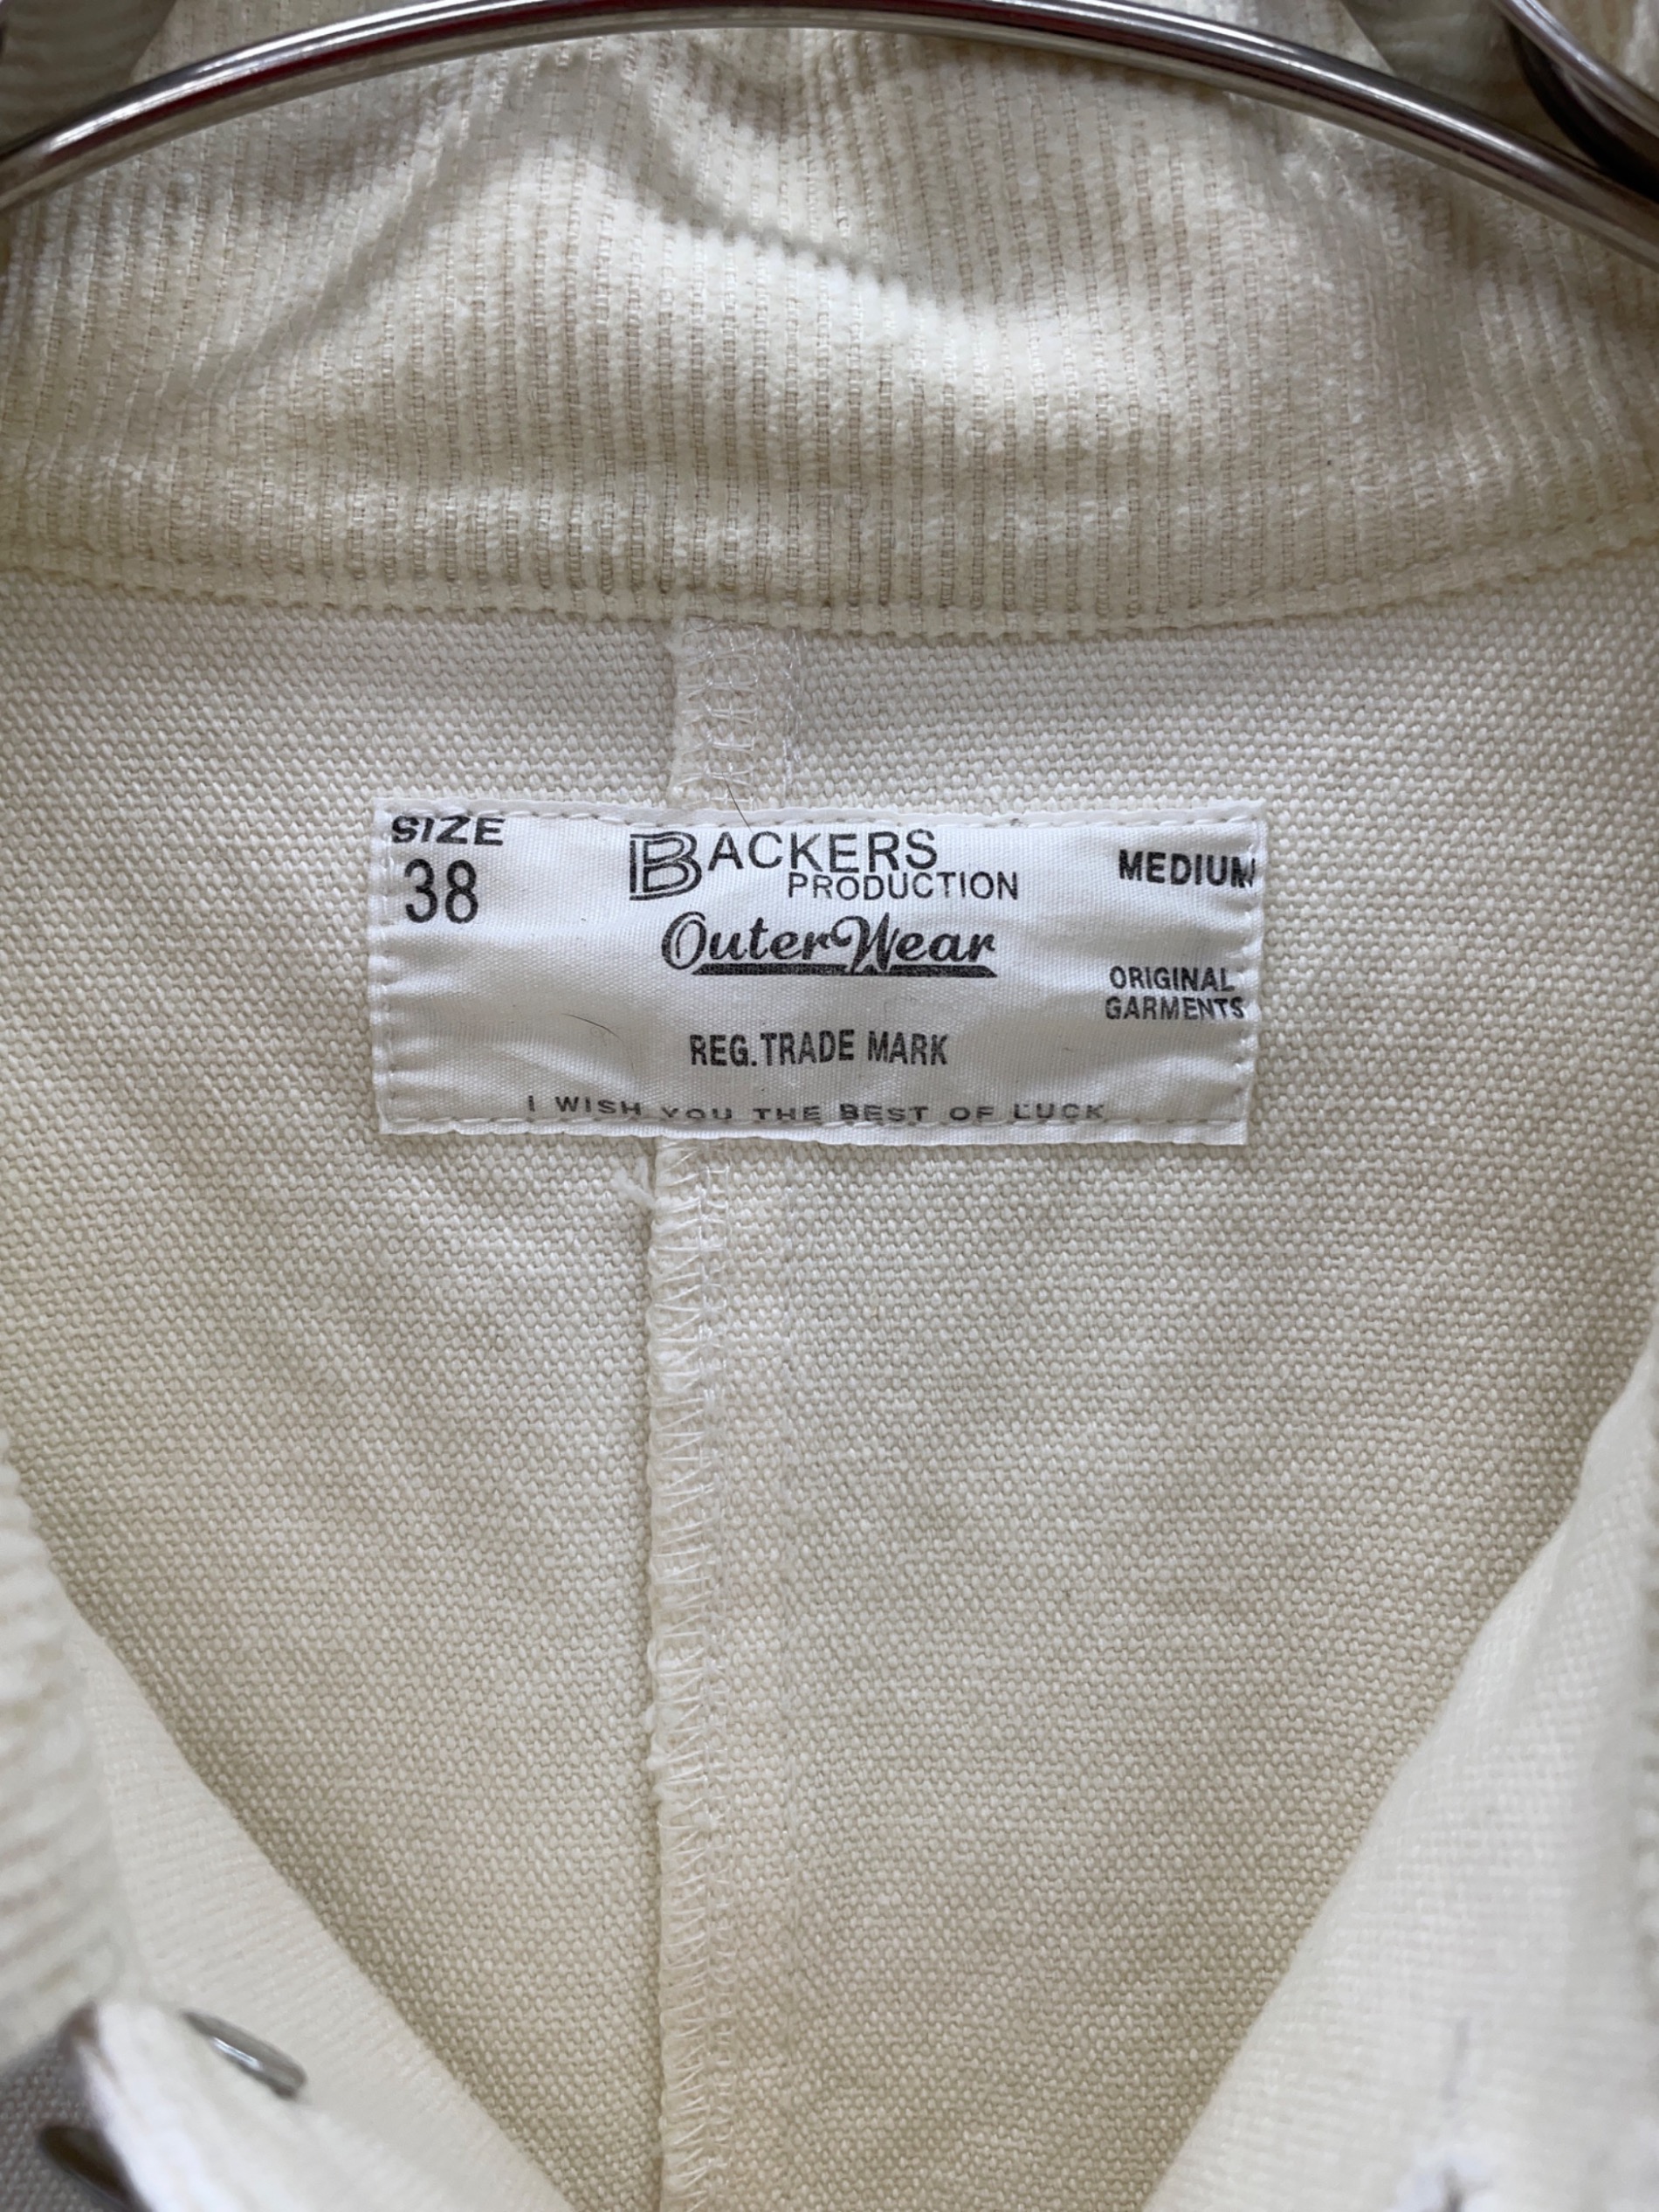 SIZE
38
BACKERS
PRODUCTION
OuterWear
REG. TRADE MARK
MEDIUM
ORIGINAL
GARMENTS
I WISH YOU THE BEST OF LUCK